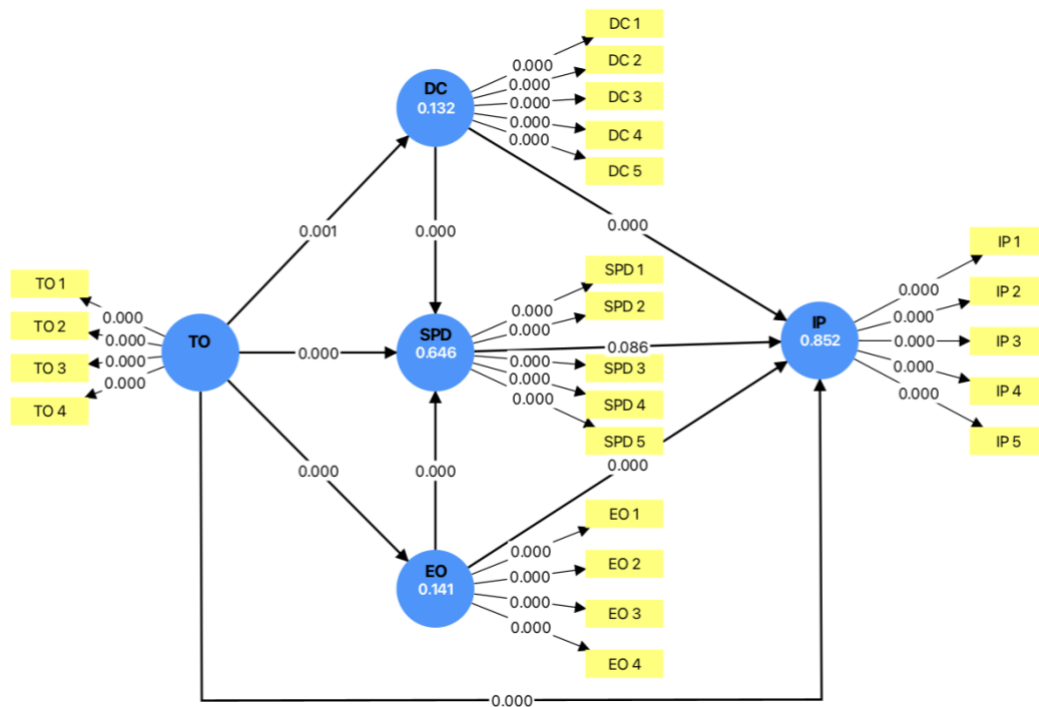 DC 1
DC 2
DC 3
DC 4
DC 5
0.000
0.000
0.000
0.000
0.000
DC
0.132
0.001
0.000
0.000
TO 1
TO 2
TO 3
TO 4
0.000
0.000
0.000
0.000
TO
0.000
SPD
0.646
SPD 1
SPD 2
SPD 3
SPD 4
SPD 5
0.000
0.000
0.086
0.000
0.000
0.000
IP
0.852
0.000
0.000
0.000
0.000
0.000
IP 1
IP 2
IP 3
IP 4
IP 5
0.000
0.000
0.000
EO
0.141
0.000
0.000
0.000
0.000
EO 1
EO 2
EO 3
EO 4
0.000